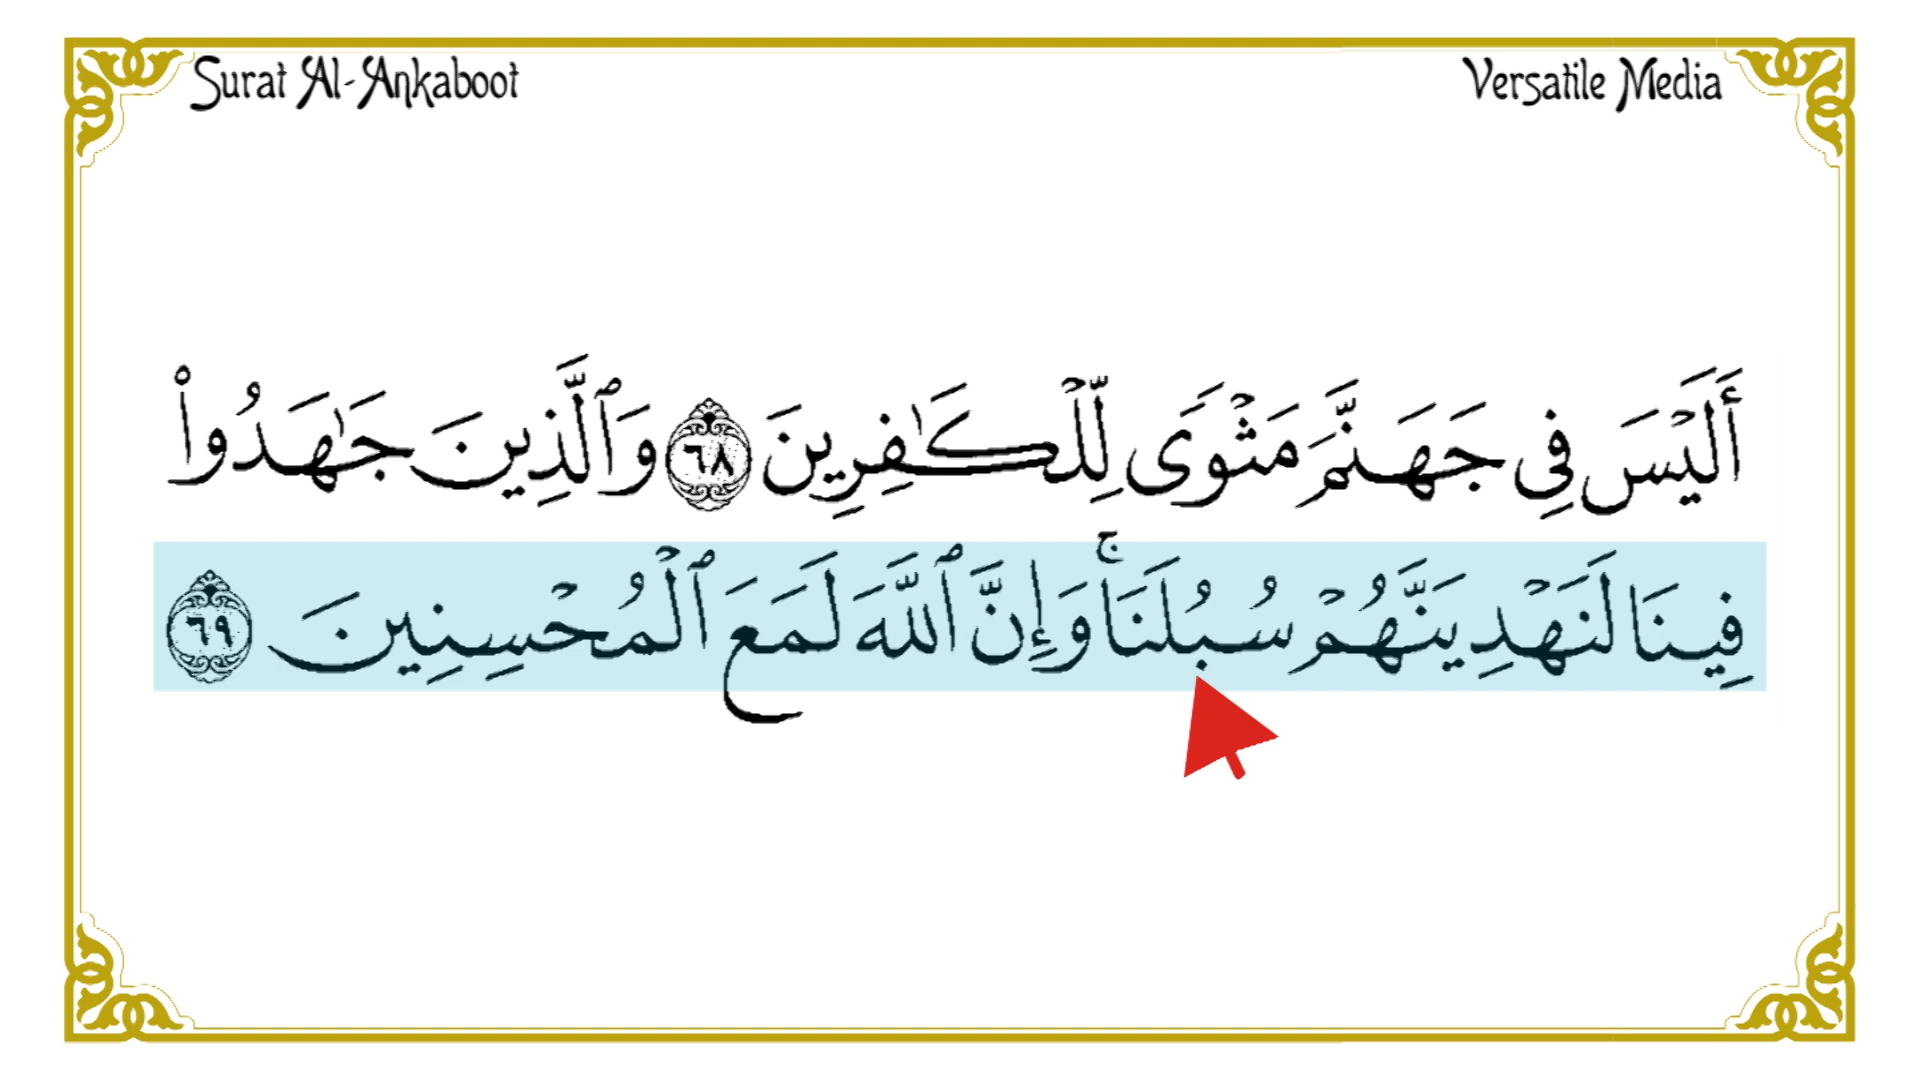 Surat Al-Ankaboot
Versatile Media
أَلَيْسَ فِى جَهَنَّمَ مَثْوًى لِّلْكَـٰفِرِينَ ٦٨ وَٱلَّذِينَ جَـٰهَدُوا۟
فِينَا لَنَهْدِيَنَّهُمْ سُبُلَنَا ۚ وَإِنَّ ٱللَّهَ لَمَعَ ٱلْمُحْسِنِينَ ٦٩